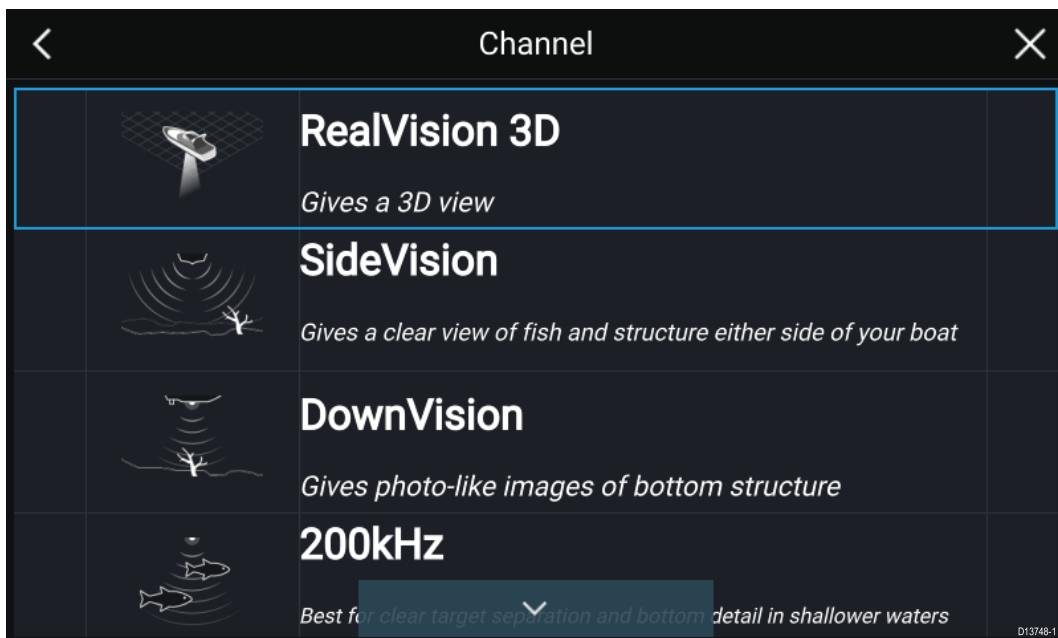 Channel
RealVision 3D
Gives a 3D view
SideVision
Gives a clear view of fish and structure either side of your boat
DownVision
Gives photo-like images of bottom structure
200kHz
Best for clear target separation and bottom detail in shallower waters
D13748-1